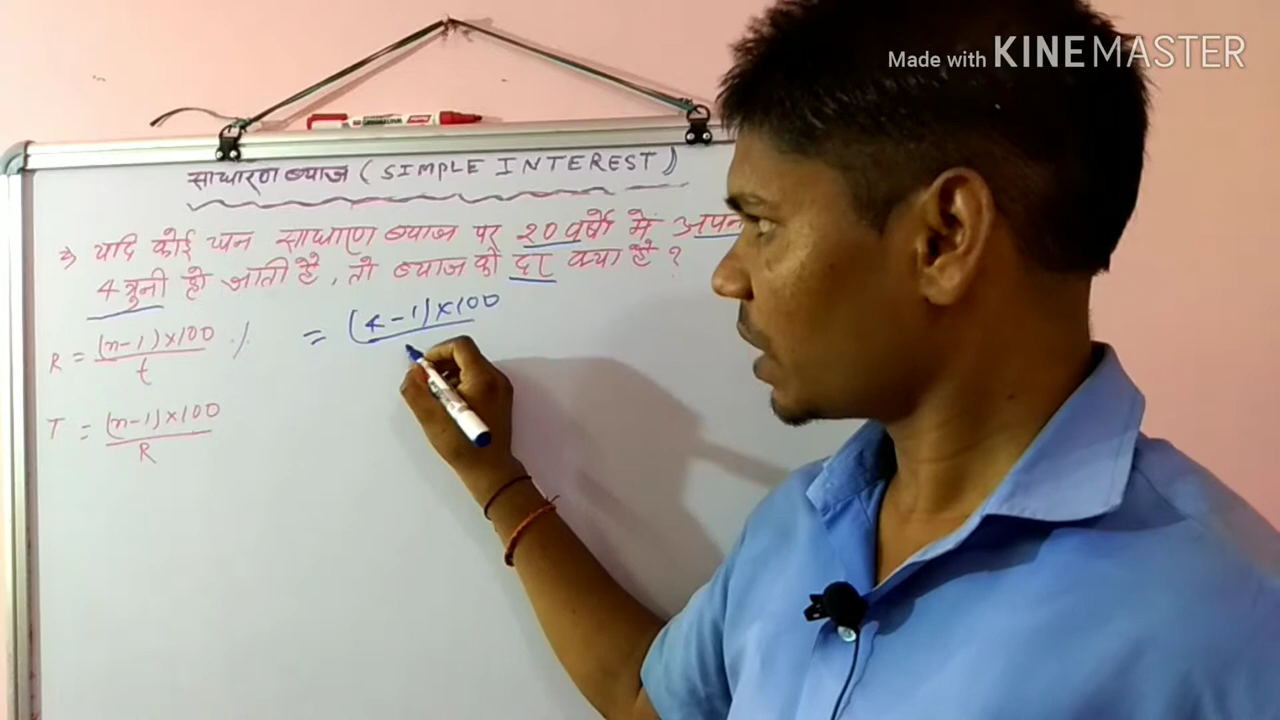 Made with KINEMASTER
साधारण ब्याज ( SIMPLE INTEREST )
⇒ यदि कोई धन साधारण ब्याज पर 20 वर्षो मे अपन
4 गुनी हो जाती है , तो ब्याज की दर क्या है ?
R = (n-1)×100 / t %
= (4-1)×100
T = (n-1)×100 / R